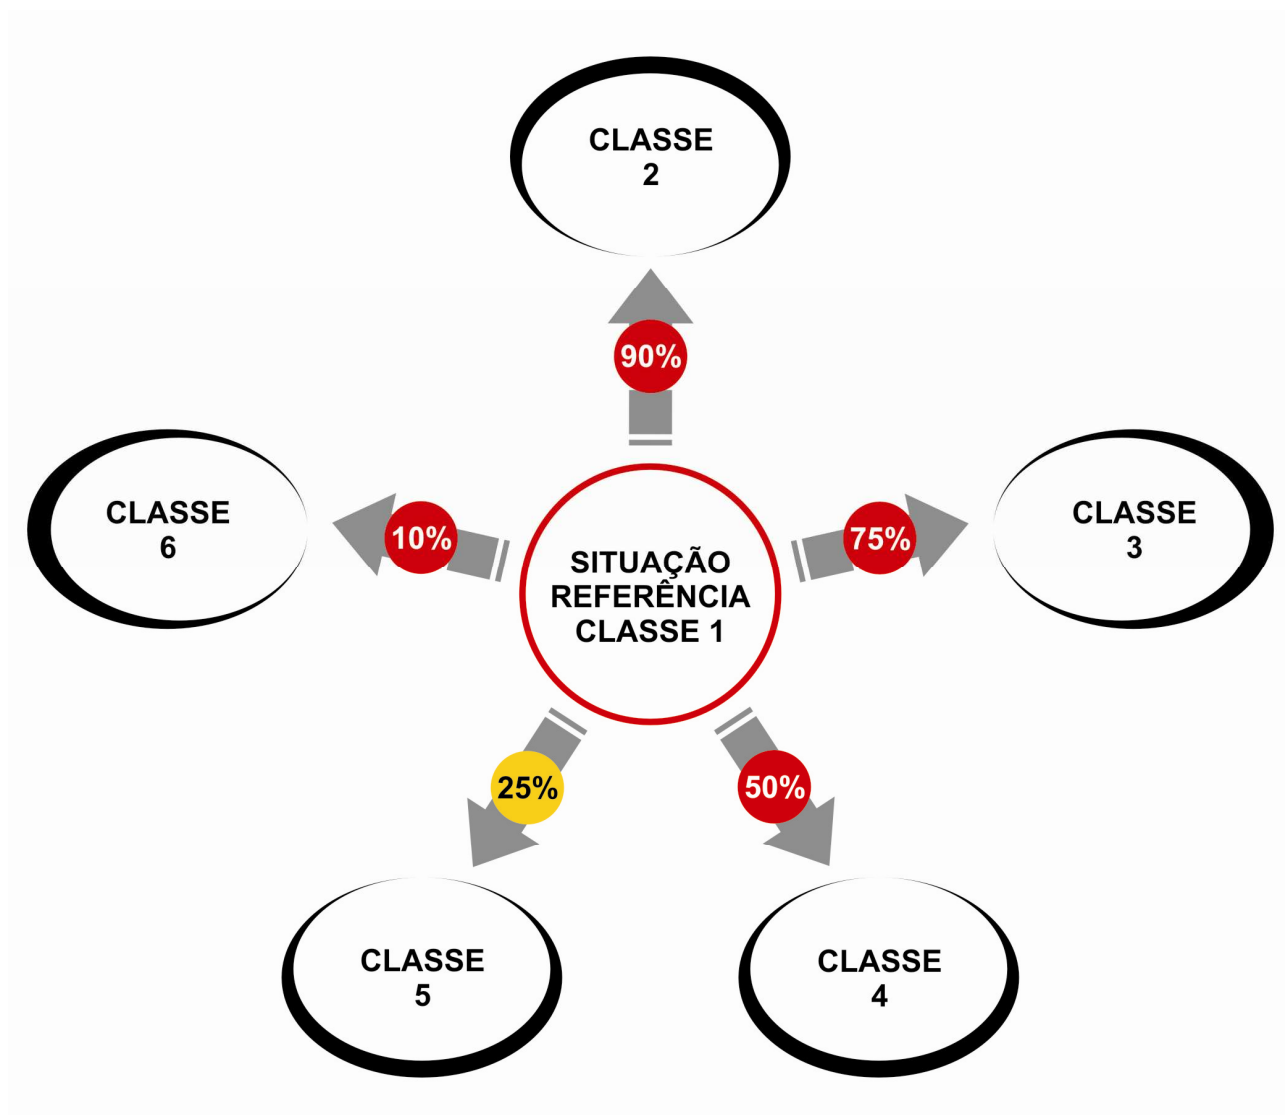 CLASSE
2
90%
CLASSE
6
10%
75%
CLASSE
3
SITUAÇÃO
REFERÊNCIA
CLASSE 1
25%
50%
CLASSE
5
CLASSE
4